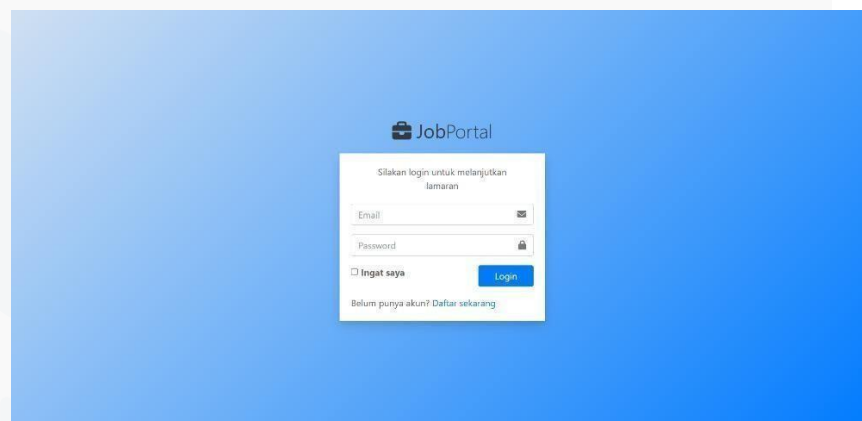 JobPortal
Silakan login untuk melanjutkan
lamaran
Email
Password
Ingat saya
Login
Belum punya akun? Daftar sekarang